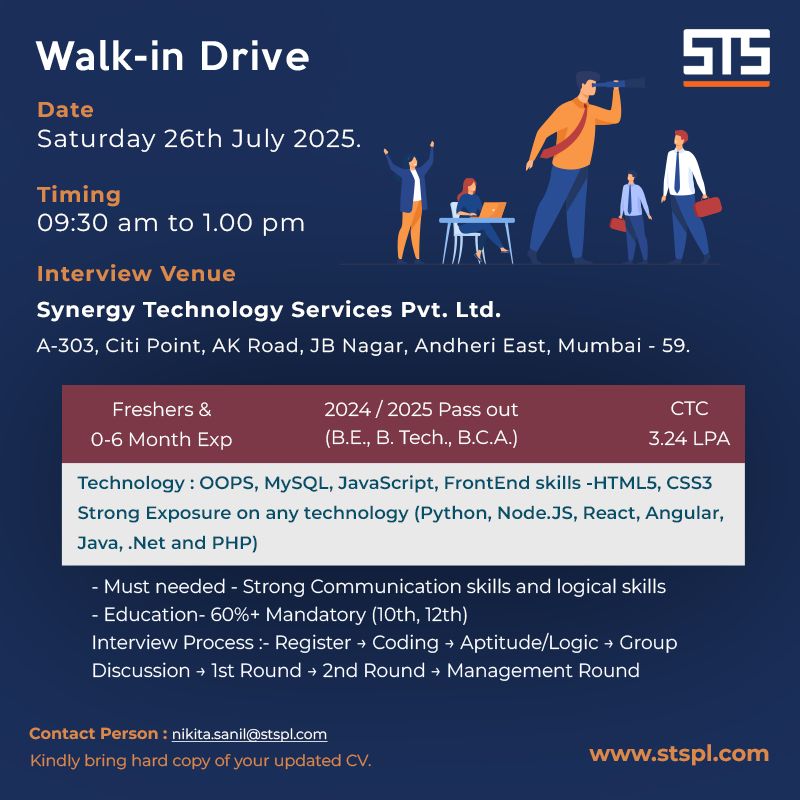 Walk-in Drive
STS
Date
Saturday 26th July 2025.
Timing
09:30 am to 1.00 pm
Interview Venue
Synergy Technology Services Pvt. Ltd.
A-303, Citi Point, AK Road, JB Nagar, Andheri East, Mumbai - 59.
Freshers &
0-6 Month Exp
2024 / 2025 Pass out
(B.E., B. Tech., B.C.A.)
CTC
3.24 LPA
Technology : OOPS, MySQL, JavaScript, FrontEnd skills -HTML5, CSS3
Strong Exposure on any technology (Python, Node.JS, React, Angular,
Java, .Net and PHP)
- Must needed - Strong Communication skills and logical skills
- Education- 60%+ Mandatory (10th, 12th)
Interview Process :- Register → Coding → Aptitude/Logic → Group
Discussion → 1st Round → 2nd Round → Management Round
Contact Person : nikita.sanil@stspl.com
Kindly bring hard copy of your updated CV.
www.stspl.com